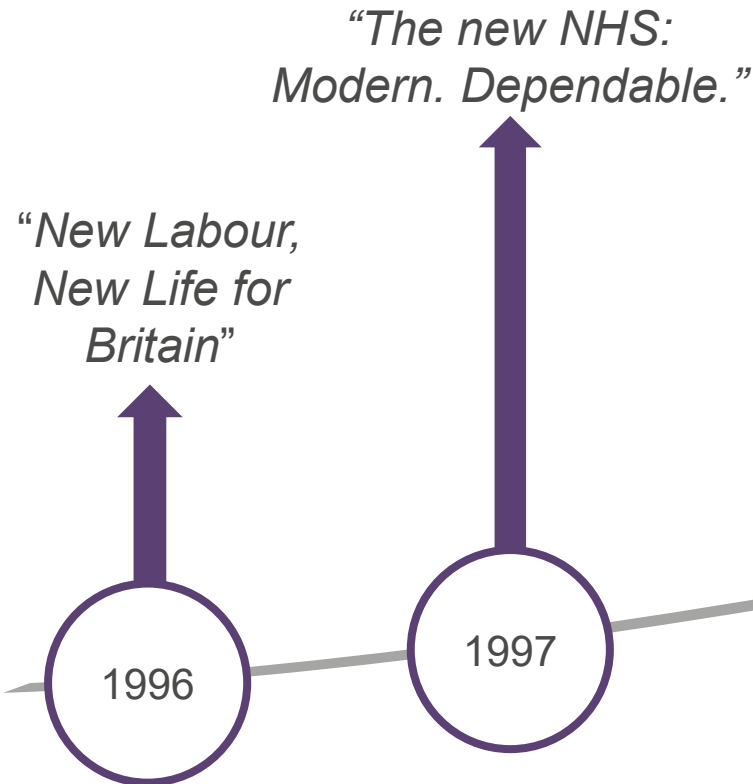 “The new NHS:
Modern. Dependable.”
“New Labour,
New Life for
Britain”
1996
1997